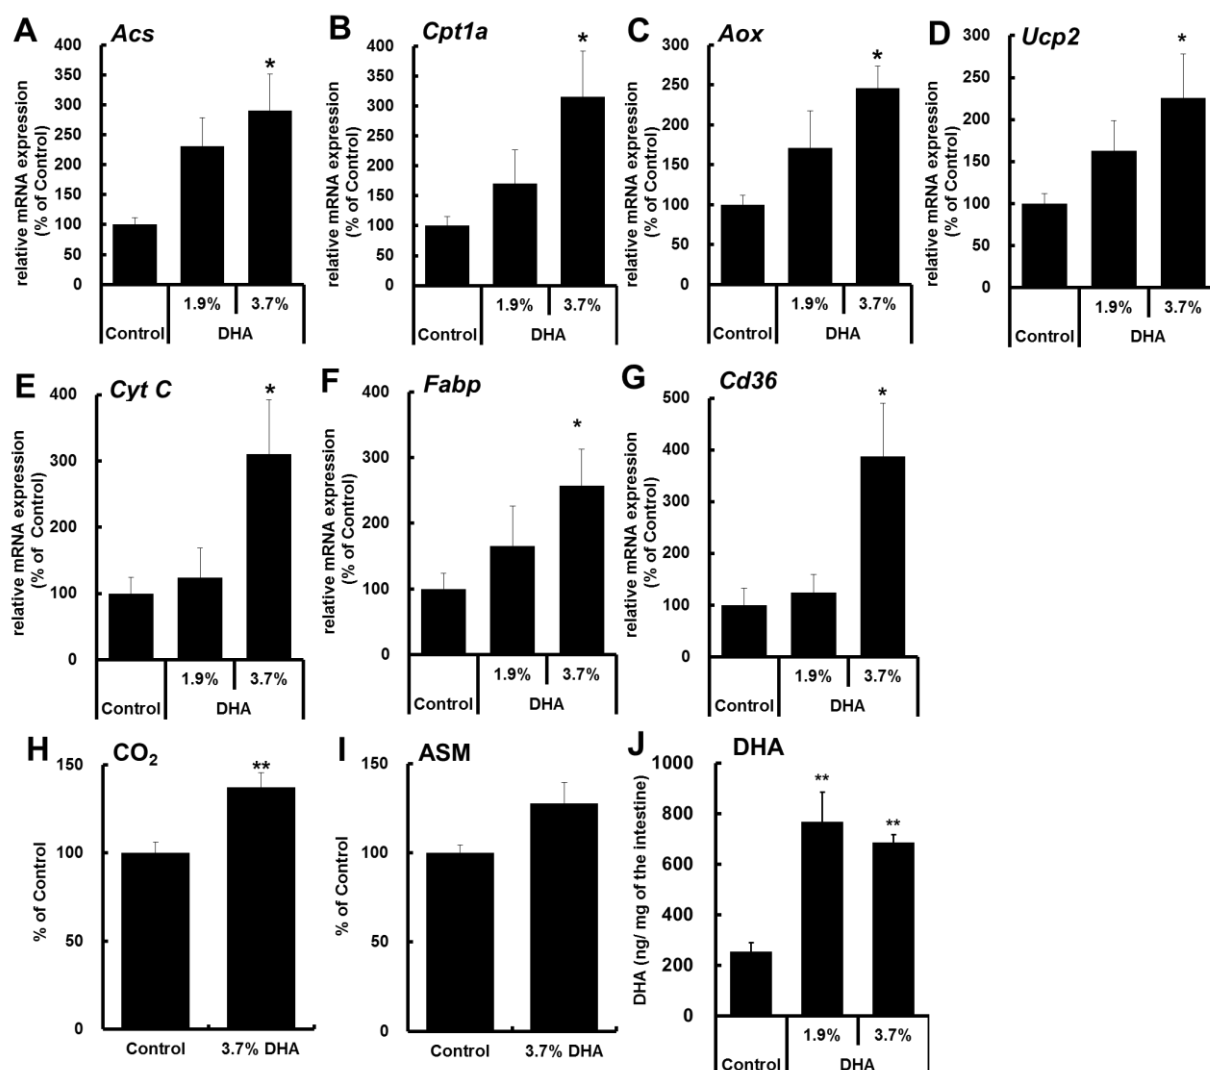 A Acs
relative mRNA expression
(% of Control)
400
350
300
250
200
150
100
50
0
*
1.9% 3.7%
Control DHA
B Cpt1a
relative mRNA expression
(% of Control)
400
350
300
250
200
150
100
50
0
*
1.9% 3.7%
Control DHA
C Aox
relative mRNA expression
(% of Control)
300
250
200
150
100
50
0
*
1.9% 3.7%
Control DHA
D Ucp2
relative mRNA expression
(% of Control)
300
250
200
150
100
50
0
*
1.9% 3.7%
Control DHA
E Cyt C
relative mRNA expression
(% of Control)
400
300
200
100
0
*
1.9% 3.7%
Control DHA
F Fabp
relative mRNA expression
(% of Control)
400
300
200
100
0
*
1.9% 3.7%
Control DHA
G Cd36
relative mRNA expression
(% of Control)
500
400
300
200
100
0
*
1.9% 3.7%
Control DHA
H CO2
% of Control
150
100
50
0
**
Control 3.7% DHA
I ASM
% of Control
150
100
50
0
Control 3.7% DHA
J DHA
DHA (ng/ mg of the intestine)
1000
800
600
400
200
0
** **
1.9% 3.7%
Control DHA